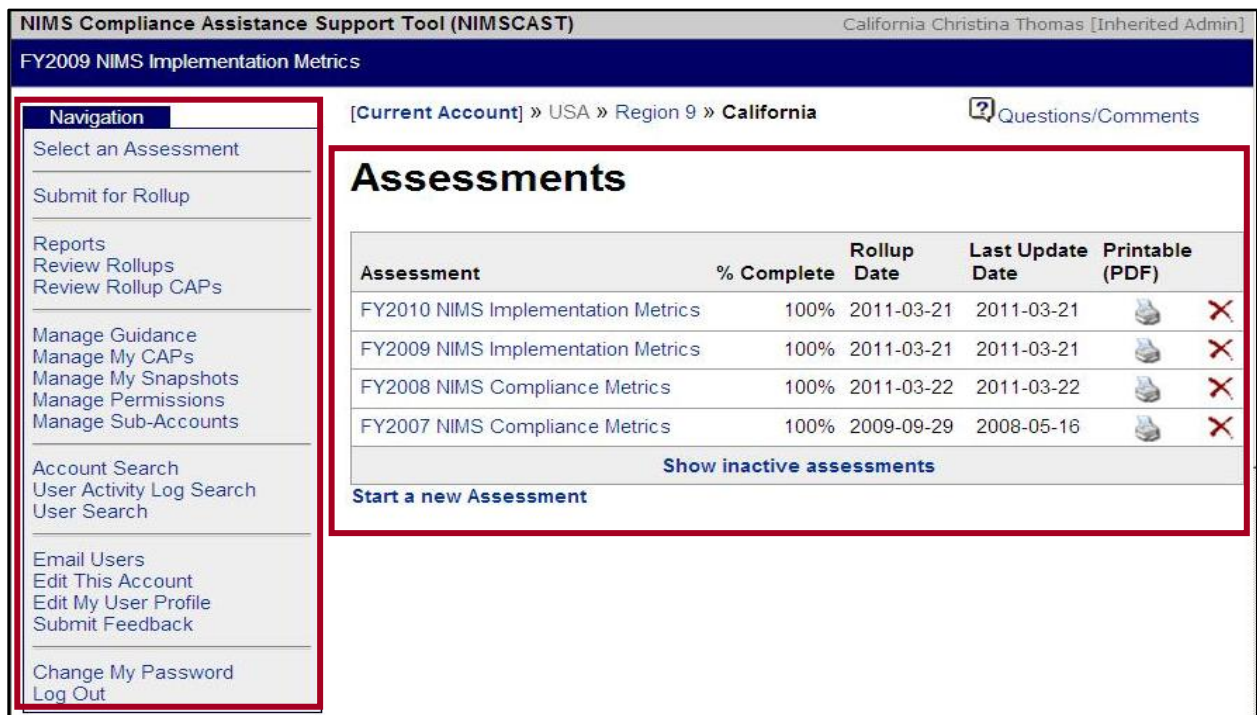 NIMS Compliance Assistance Support Tool (NIMSCAST) California Christina Thomas [Inherited Admin]
FY2009 NIMS Implementation Metrics
Navigation
Select an Assessment
Submit for Rollup
Reports
Review Rollups
Review Rollup CAPs
Manage Guidance
Manage My CAPs
Manage My Snapshots
Manage Permissions
Manage Sub-Accounts
Account Search
User Activity Log Search
User Search
Email Users
Edit This Account
Edit My User Profile
Submit Feedback
Change My Password
Log Out
[Current Account] » USA » Region 9 » California
Questions/Comments
Assessments
Assessment % Complete Rollup Date Last Update Date Printable (PDF)
FY2010 NIMS Implementation Metrics 100% 2011-03-21 2011-03-21
FY2009 NIMS Implementation Metrics 100% 2011-03-21 2011-03-21
FY2008 NIMS Compliance Metrics 100% 2011-03-22 2011-03-22
FY2007 NIMS Compliance Metrics 100% 2009-09-29 2008-05-16
Show inactive assessments
Start a new Assessment